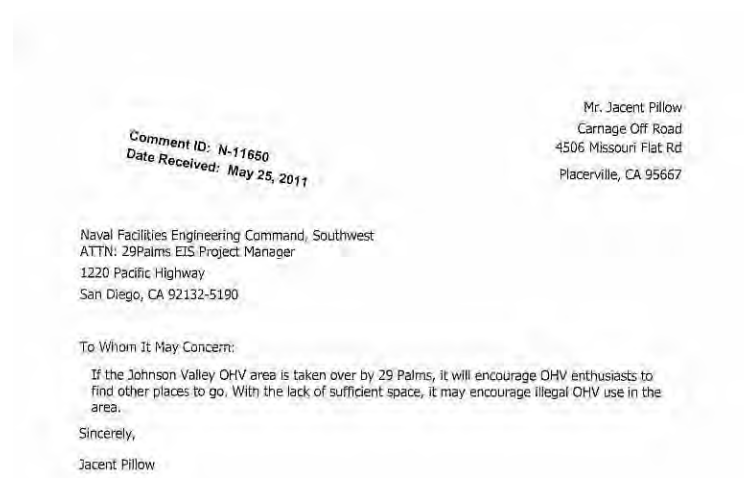 Mr. Jacent Pillow
Carnage Off Road
4506 Missouri Flat Rd
Placerville, CA 95667
Comment ID: N-11650
Date Received: May 25, 2011
Naval Facilities Engineering Command, Southwest
ATTN: 29Palms EIS Project Manager
1220 Pacific Highway
San Diego, CA 92132-5190
To Whom It May Concern:
If the Johnson Valley OHV area is taken over by 29 Palms, it will encourage OHV enthusiasts to
find other places to go. With the lack of sufficient space, it may encourage illegal OHV use in the
area.
Sincerely,
Jacent Pillow